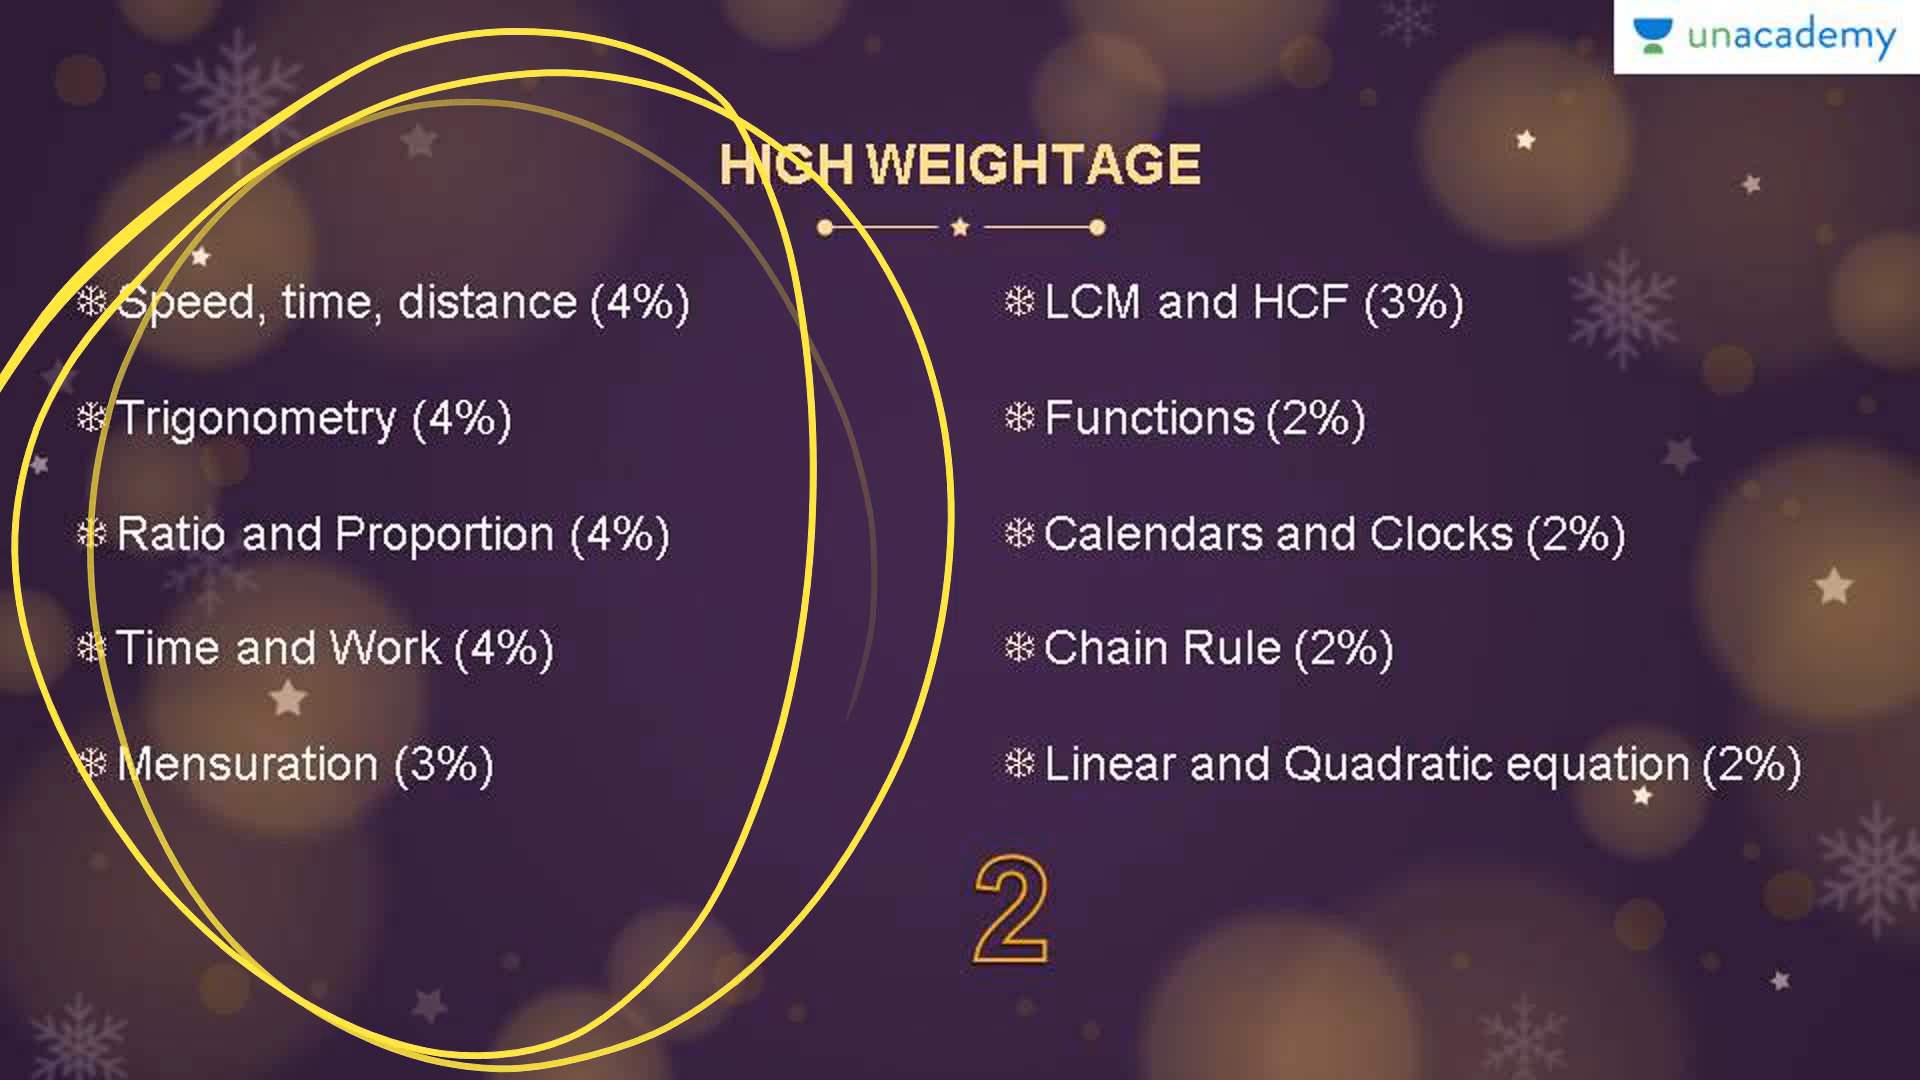 unacademy
HIGH WEIGHTAGE
Speed, time, distance (4%)
Trigonometry (4%)
Ratio and Proportion (4%)
Time and Work (4%)
Mensuration (3%)
LCM and HCF (3%)
Functions (2%)
Calendars and Clocks (2%)
Chain Rule (2%)
Linear and Quadratic equation (2%)
2